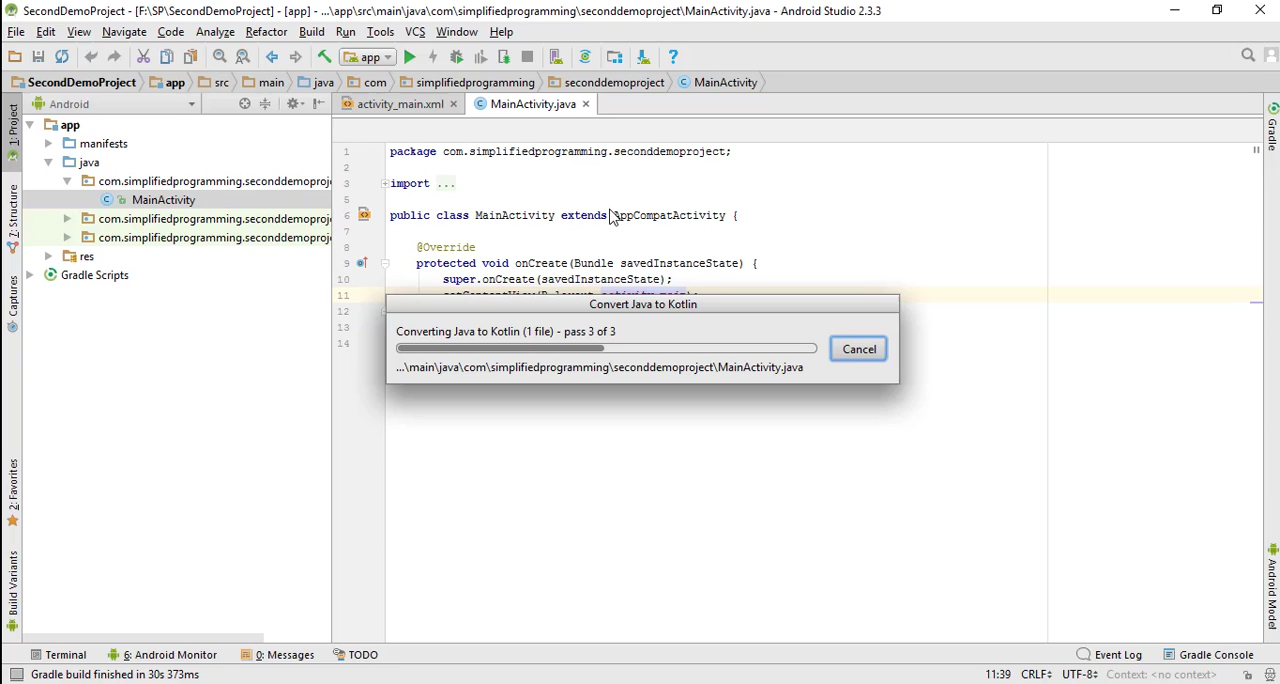 SecondDemoProject - [F:\SP\SecondDemoProject] - [app] - ...\app\src\main\java\com\simplifiedprogramming\seconddemoproject\MainActivity.java - Android Studio 2.3.3
File Edit View Navigate Code Analyze Refactor Build Run Tools VCS Window Help
app
SecondDemoProject app src main java com simplifiedprogramming seconddemoproject MainActivity
Android activity_main.xml MainActivity.java
1: Project
7: Structure
Captures
2: Favorites
Build Variants
app
manifests
java
com.simplifiedprogramming.seconddemoproj
MainActivity
com.simplifiedprogramming.seconddemoproj
com.simplifiedprogramming.seconddemoproj
res
Gradle Scripts
1 package com.simplifiedprogramming.seconddemoproject;
2
3 import ...
5
6 public class MainActivity extends AppCompatActivity {
7
8 @Override
9 protected void onCreate(Bundle savedInstanceState) {
10 super.onCreate(savedInstanceState);
11 setContentView(R.layout.activity_main);
12
13
14
Convert Java to Kotlin
Converting Java to Kotlin (1 file) - pass 3 of 3
Cancel
...\main\java\com\simplifiedprogramming\seconddemoproject\MainActivity.java
Gradle
Android Model
Terminal 6: Android Monitor 0: Messages TODO Event Log Gradle Console
Gradle build finished in 30s 373ms 11:39 CRLF UTF-8 Context: <no context>